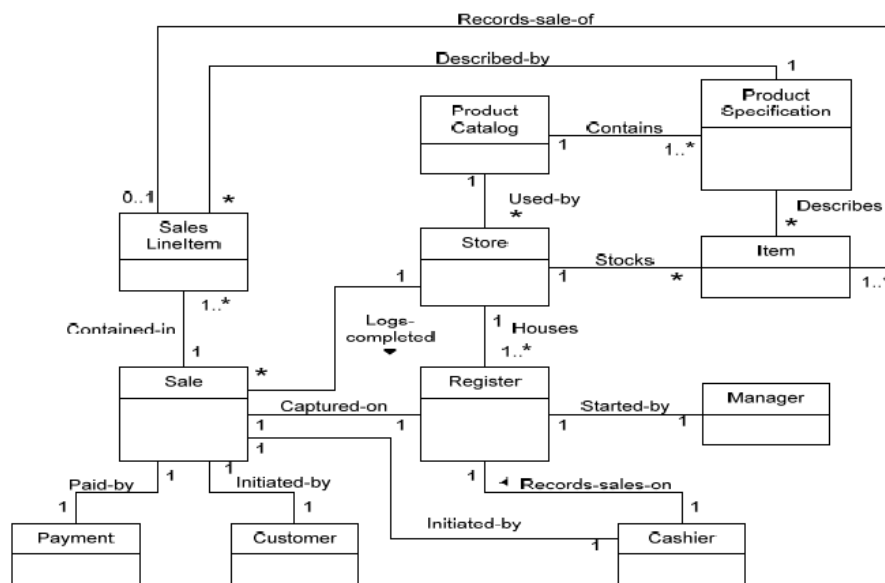 Records-sale-of
Described-by
1
Product
Catalog
Product
Specification
Contains
1
1..*
1
0..1
*
Used-by
*
Describes
*
Sales
LineItem
Store
Item
Stocks
1
1
*
1..*
1
Contained-in
Logs-
completed
Houses
1
*
1..*
Sale
Register
Manager
Captured-on
Started-by
1
1
1
1
1
1
1
1
Paid-by
Initiated-by
Records-sales-on
1
1
Initiated-by
1
1
Payment
Customer
Cashier